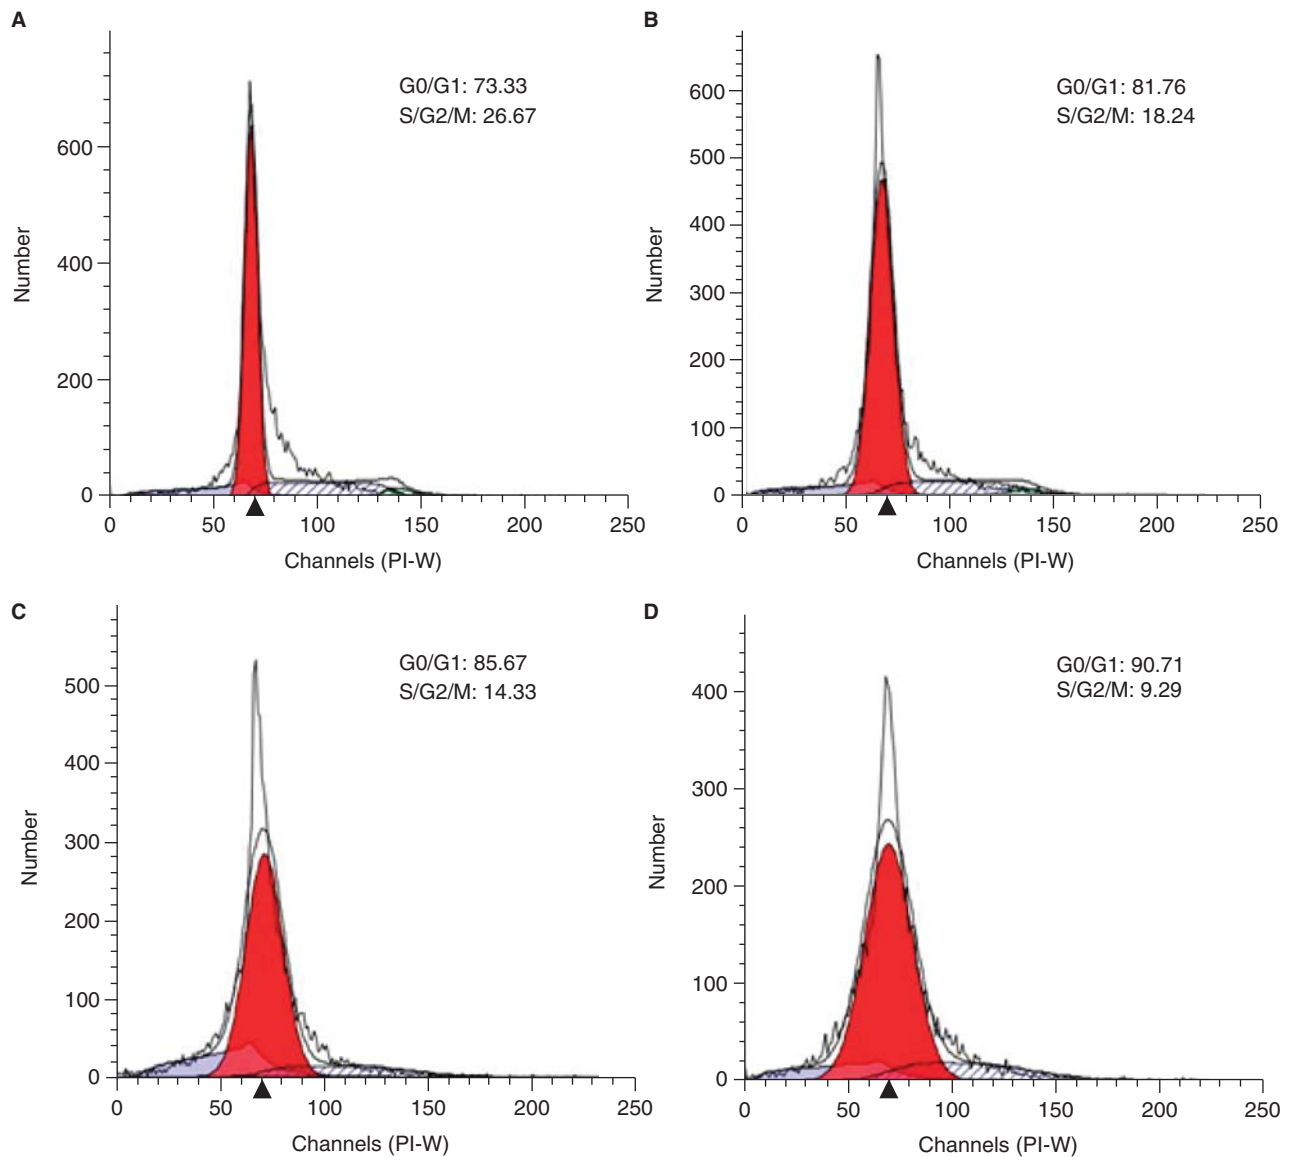 A
G0/G1: 73.33
S/G2/M: 26.67
Number
600
400
200
0
0 50 100 150 200 250
Channels (PI-W)
B
G0/G1: 81.76
S/G2/M: 18.24
Number
600
500
400
300
200
100
0
0 50 100 150 200 250
Channels (PI-W)
C
G0/G1: 85.67
S/G2/M: 14.33
Number
500
400
300
200
100
0
0 50 100 150 200 250
Channels (PI-W)
D
G0/G1: 90.71
S/G2/M: 9.29
Number
400
300
200
100
0
0 50 100 150 200 250
Channels (PI-W)